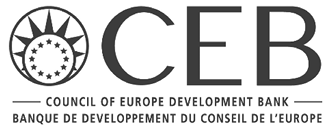 CEB
COUNCIL OF EUROPE DEVELOPMENT BANK
BANQUE DE DEVELOPPEMENT DU CONSEIL DE L'EUROPE